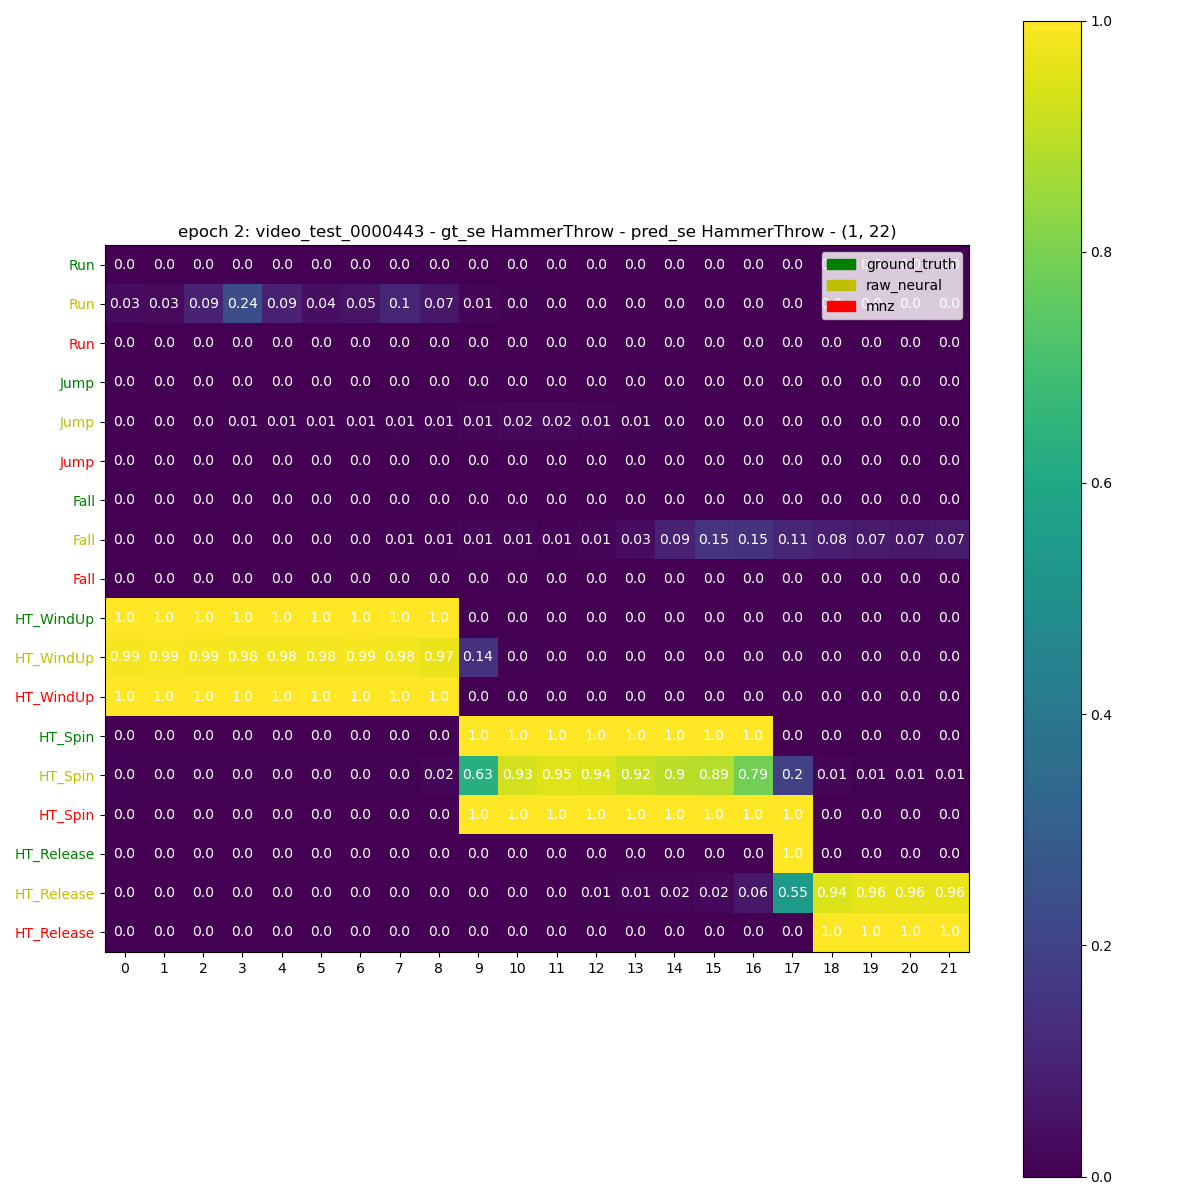 epoch 2: video_test_0000443 - gt_se HammerThrow - pred_se HammerThrow - (1, 22)
Run 0.0 0.0 0.0 0.0 0.0 0.0 0.0 0.0 0.0 0.0 0.0 0.0 0.0 0.0 0.0 0.0 0.0 0.0
Run 0.03 0.03 0.09 0.24 0.09 0.04 0.05 0.1 0.07 0.01 0.0 0.0 0.0 0.0 0.0 0.0 0.0 0.0
Run 0.0 0.0 0.0 0.0 0.0 0.0 0.0 0.0 0.0 0.0 0.0 0.0 0.0 0.0 0.0 0.0 0.0 0.0 0.0 0.0 0.0 0.0
Jump 0.0 0.0 0.0 0.0 0.0 0.0 0.0 0.0 0.0 0.0 0.0 0.0 0.0 0.0 0.0 0.0 0.0 0.0 0.0 0.0 0.0 0.0
Jump 0.0 0.0 0.0 0.01 0.01 0.01 0.01 0.01 0.01 0.01 0.02 0.02 0.01 0.01 0.0 0.0 0.0 0.0 0.0 0.0 0.0 0.0
Jump 0.0 0.0 0.0 0.0 0.0 0.0 0.0 0.0 0.0 0.0 0.0 0.0 0.0 0.0 0.0 0.0 0.0 0.0 0.0 0.0 0.0 0.0
Fall 0.0 0.0 0.0 0.0 0.0 0.0 0.0 0.0 0.0 0.0 0.0 0.0 0.0 0.0 0.0 0.0 0.0 0.0 0.0 0.0 0.0 0.0
Fall 0.0 0.0 0.0 0.0 0.0 0.0 0.0 0.01 0.01 0.01 0.01 0.01 0.01 0.03 0.09 0.15 0.15 0.11 0.08 0.07 0.07 0.07
Fall 0.0 0.0 0.0 0.0 0.0 0.0 0.0 0.0 0.0 0.0 0.0 0.0 0.0 0.0 0.0 0.0 0.0 0.0 0.0 0.0 0.0 0.0
HT_WindUp 1.0 1.0 1.0 1.0 1.0 1.0 1.0 1.0 1.0 0.0 0.0 0.0 0.0 0.0 0.0 0.0 0.0 0.0 0.0 0.0 0.0 0.0
HT_WindUp 0.99 0.99 0.99 0.98 0.98 0.98 0.99 0.98 0.97 0.14 0.0 0.0 0.0 0.0 0.0 0.0 0.0 0.0 0.0 0.0 0.0 0.0
HT_WindUp 1.0 1.0 1.0 1.0 1.0 1.0 1.0 1.0 1.0 0.0 0.0 0.0 0.0 0.0 0.0 0.0 0.0 0.0 0.0 0.0 0.0 0.0
HT_Spin 0.0 0.0 0.0 0.0 0.0 0.0 0.0 0.0 0.0 1.0 1.0 1.0 1.0 1.0 1.0 1.0 1.0 0.0 0.0 0.0 0.0 0.0
HT_Spin 0.0 0.0 0.0 0.0 0.0 0.0 0.0 0.0 0.02 0.63 0.93 0.95 0.94 0.92 0.9 0.89 0.79 0.2 0.01 0.01 0.01 0.01
HT_Spin 0.0 0.0 0.0 0.0 0.0 0.0 0.0 0.0 0.0 1.0 1.0 1.0 1.0 1.0 1.0 1.0 1.0 1.0 0.0 0.0 0.0 0.0
HT_Release 0.0 0.0 0.0 0.0 0.0 0.0 0.0 0.0 0.0 0.0 0.0 0.0 0.0 0.0 0.0 0.0 0.0 1.0 0.0 0.0 0.0 0.0
HT_Release 0.0 0.0 0.0 0.0 0.0 0.0 0.0 0.0 0.0 0.0 0.0 0.0 0.01 0.01 0.02 0.02 0.06 0.55 0.94 0.96 0.96 0.96
HT_Release 0.0 0.0 0.0 0.0 0.0 0.0 0.0 0.0 0.0 0.0 0.0 0.0 0.0 0.0 0.0 0.0 0.0 0.0 1.0 1.0 1.0 1.0
0 1 2 3 4 5 6 7 8 9 10 11 12 13 14 15 16 17 18 19 20 21
ground_truth
raw_neural
mnz
1.0
0.8
0.6
0.4
0.2
0.0